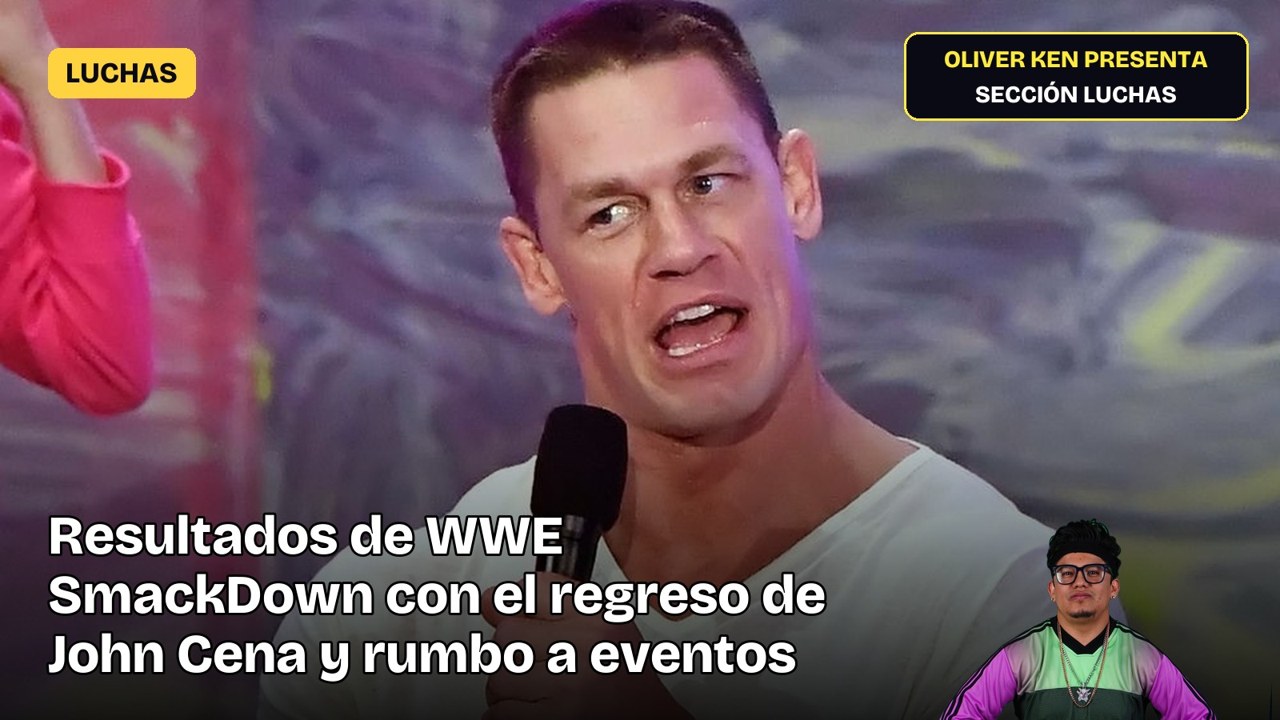 LUCHAS
OLIVER KEN PRESENTA
SECCIÓN LUCHAS
Resultados de WWE
SmackDown con el regreso de
John Cena y rumbo a eventos